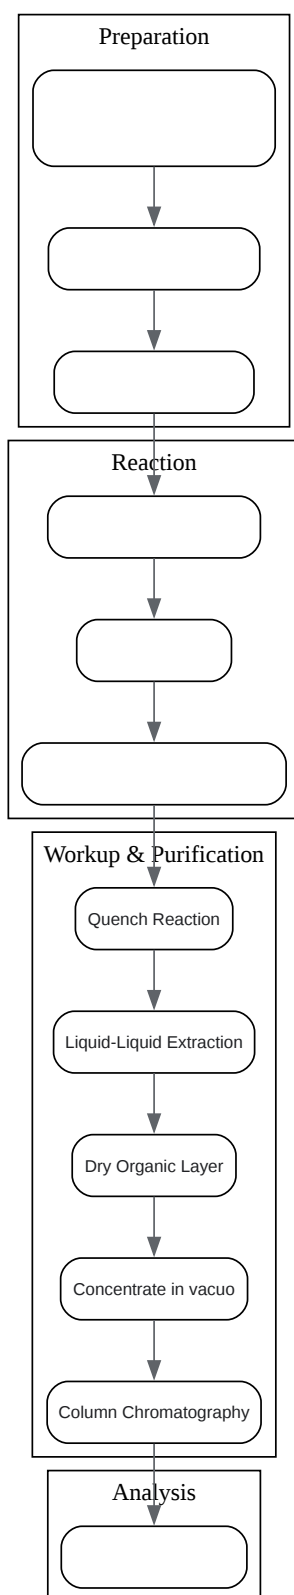 Preparation
Reaction
Workup & Purification
Quench Reaction
Liquid-Liquid Extraction
Dry Organic Layer
Concentrate in vacuo
Column Chromatography
Analysis